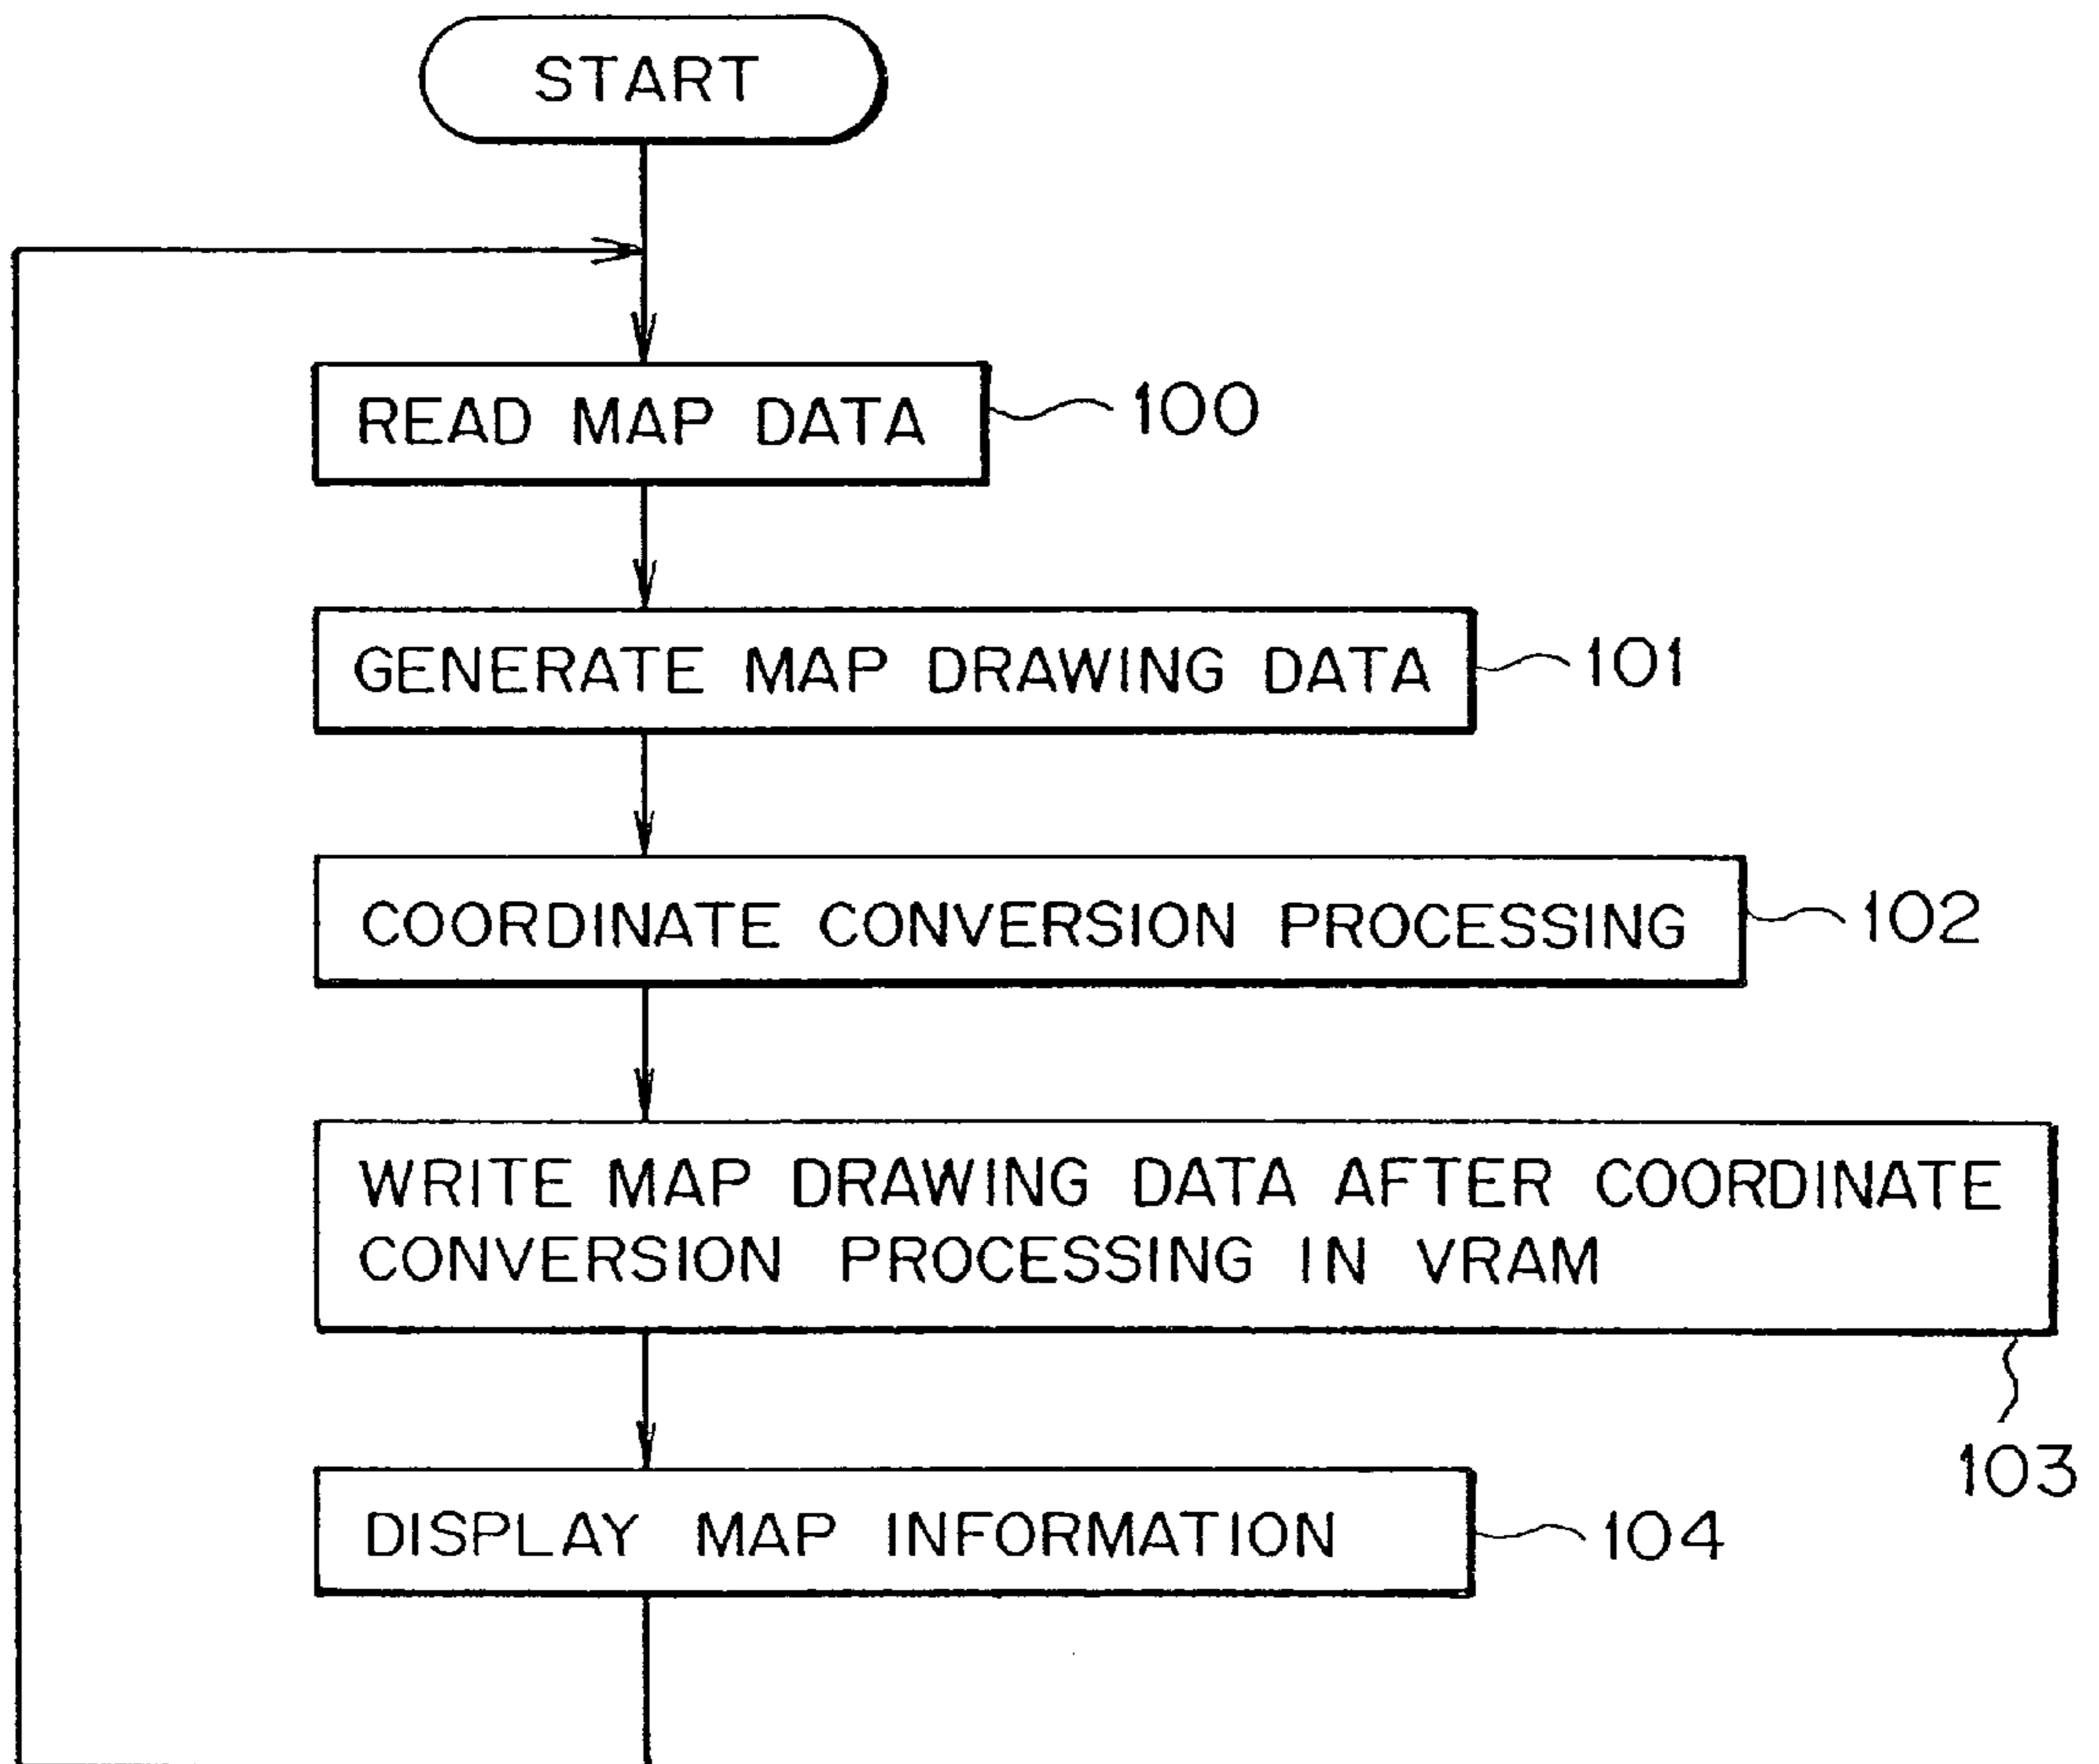 START
READ MAP DATA
100
GENERATE MAP DRAWING DATA
101
COORDINATE CONVERSION PROCESSING
102
WRITE MAP DRAWING DATA AFTER COORDINATE
CONVERSION PROCESSING IN VRAM
103
DISPLAY MAP INFORMATION
104